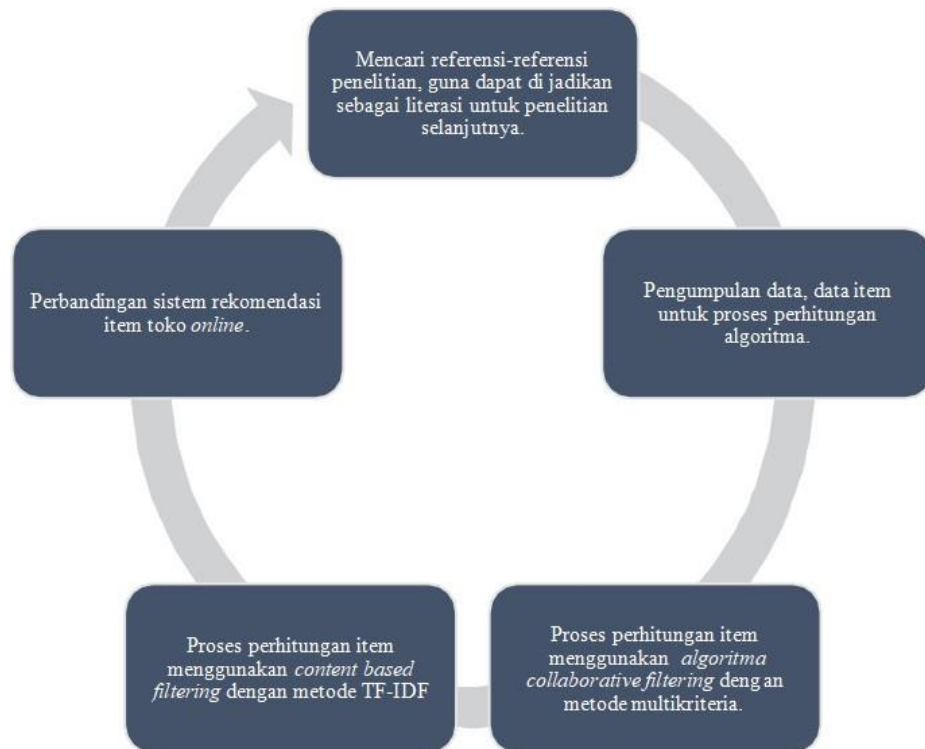 Mencari referensi-referensi
penelitian, guna dapat di jadikan
sebagai literasi untuk penelitian
selanjutnya.
Pengumpulan data, data item
untuk proses perhitungan
algoritma.
Proses perhitungan item
menggunakan algoritma
collaborative filtering dengan
metode multikriteria.
Proses perhitungan item
menggunakan content based
filtering dengan metode TF-IDF
Perbandingan sistem rekomendasi
item toko online.